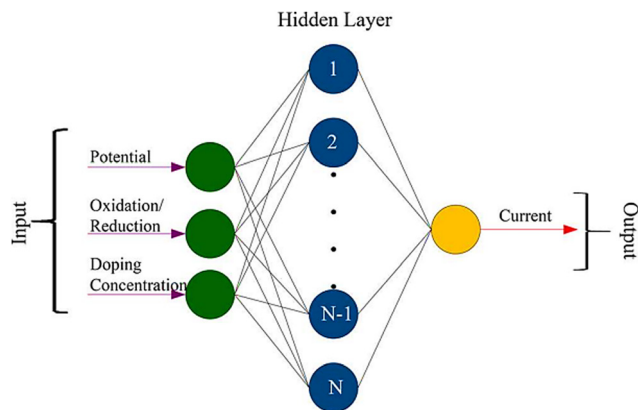 Hidden Layer
1
Potential
2
Input
Oxidation/
Reduction
Current
Output
Doping
Concentration
N-1
N